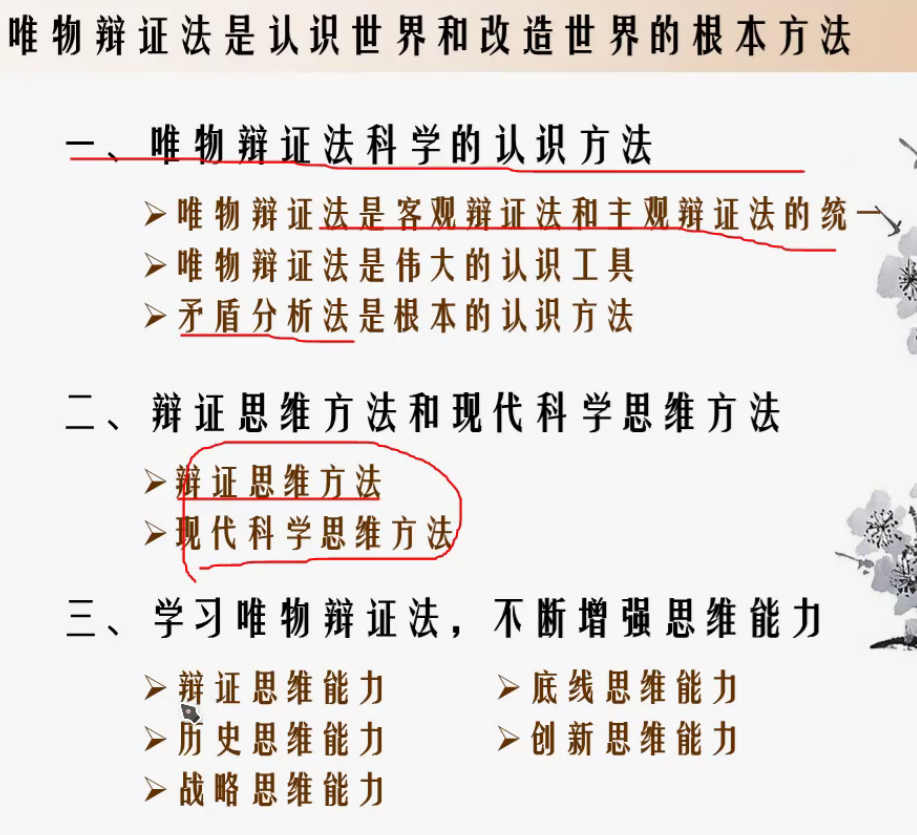 唯物辩证法是认识世界和改造世界的根本方法
一、唯物辩证法科学的认识方法
➢唯物辩证法是客观辩证法和主观辩证法的统一
➢唯物辩证法是伟大的认识工具
➢矛盾分析法是根本的认识方法
二、辩证思维方法和现代科学思维方法
➢辩证思维方法
➢现代科学思维方法
三、学习唯物辩证法，不断增强思维能力
➢辩证思维能力
➢历史思维能力
➢战略思维能力
➢底线思维能力
➢创新思维能力